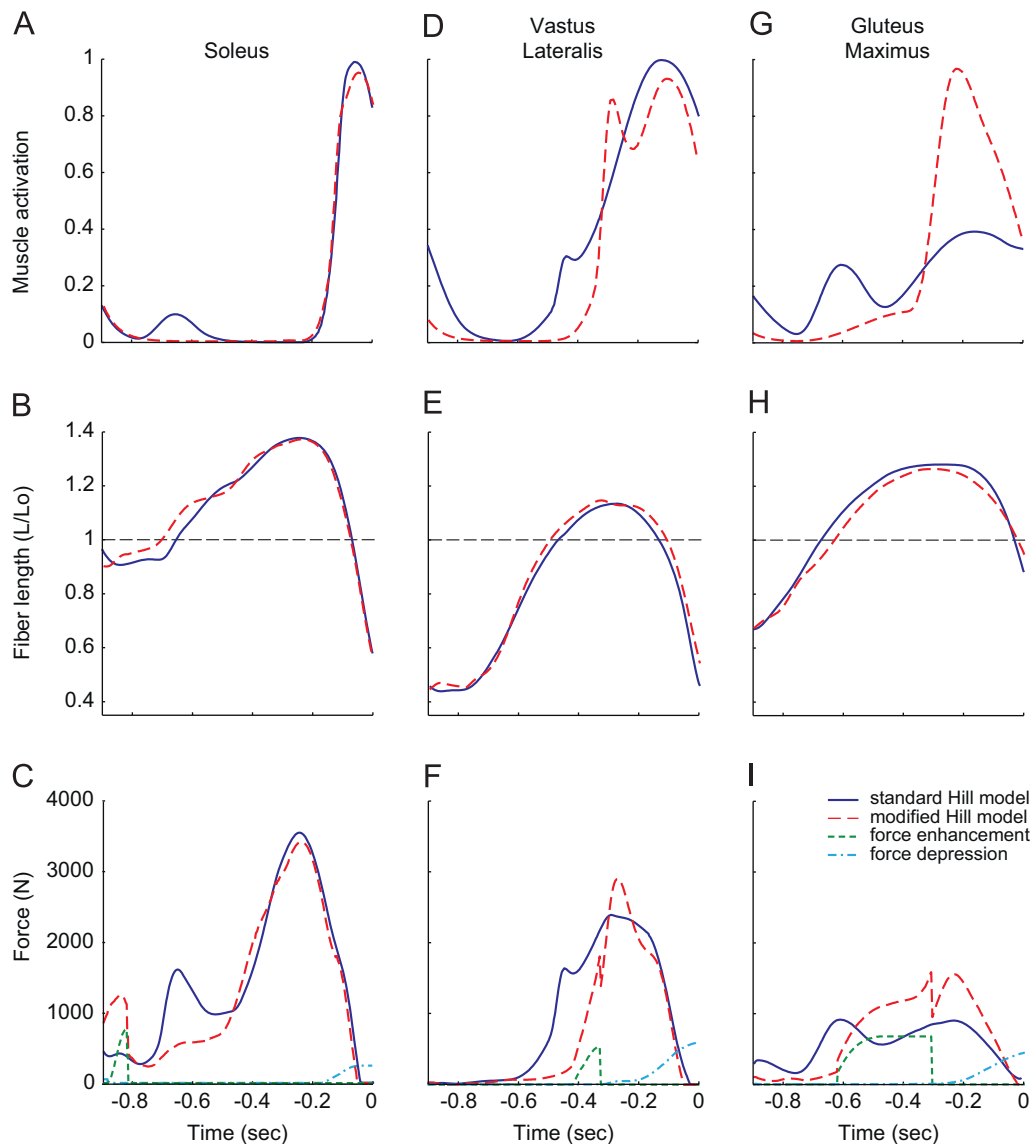 A
Soleus
D
Vastus
Lateralis
G
Gluteus
Maximus
Muscle activation
1
0.8
0.6
0.4
0.2
0
B
E
H
Fiber length (L/Lo)
1.4
1.2
1
0.8
0.6
0.4
C
F
I
Force (N)
4000
3000
2000
1000
0
standard Hill model
modified Hill model
force enhancement
force depression
-0.8 -0.6 -0.4 -0.2 0
-0.8 -0.6 -0.4 -0.2 0
-0.8 -0.6 -0.4 -0.2 0
Time (sec)
Time (sec)
Time (sec)